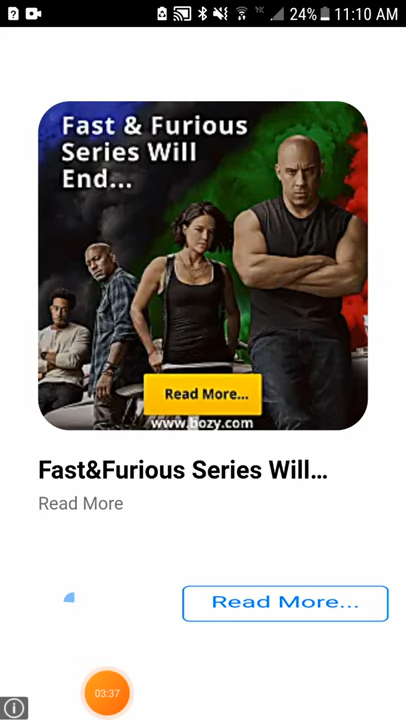 24% 11:10 AM
Fast & Furious
Series Will
End...
Read More...
www.bozy.com
Fast&Furious Series Will...
Read More
Read More...
03:37